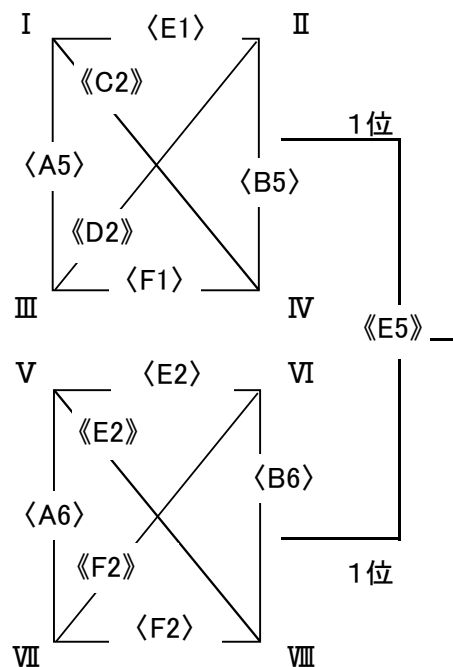 Ⅰ 〈E1〉 Ⅱ
《C2》
1位
〈A5〉 〈B5〉
《D2》
〈F1〉
Ⅲ Ⅳ
《E5》
Ⅴ 〈E2〉 Ⅵ
《E2》
〈B6〉
〈A6〉
《F2》
1位
〈F2〉
Ⅶ Ⅷ